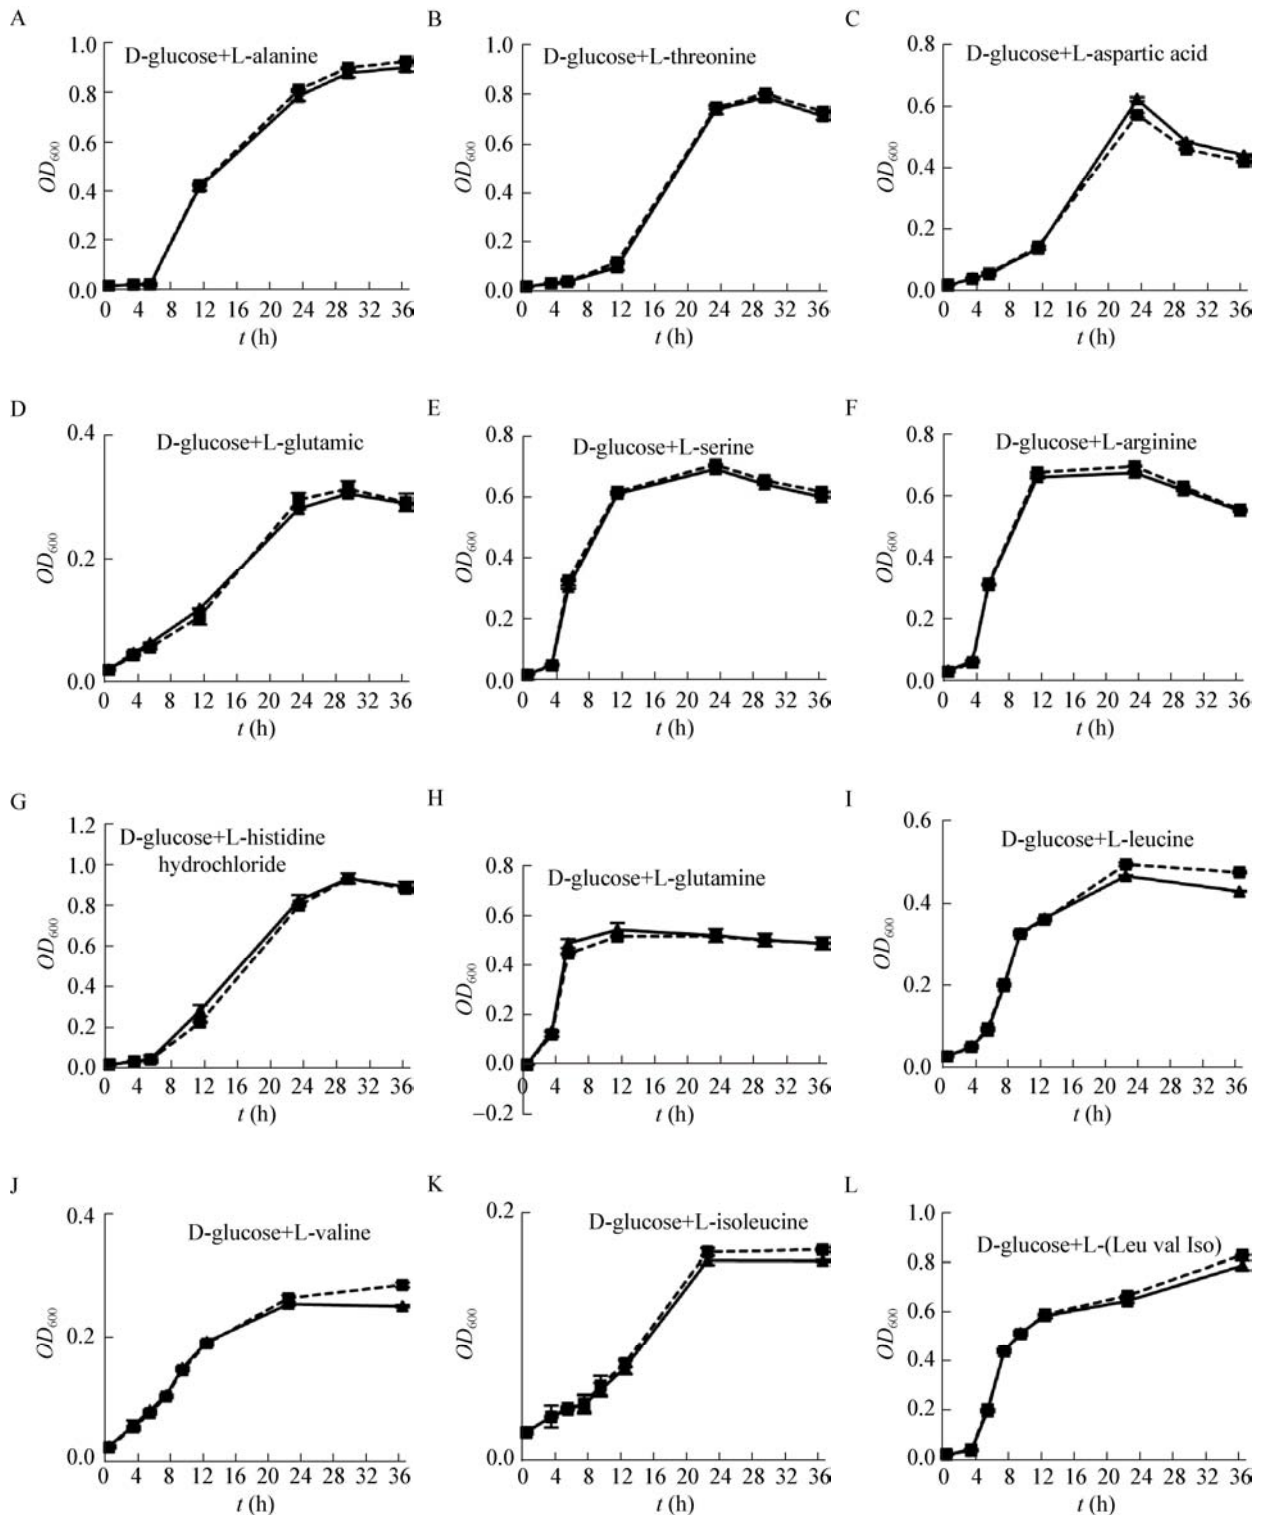 A
D-glucose+L-alanine
1.0
0.8
0.6
0.4
0.2
0.0
OD600
0 4 8 12 16 20 24 28 32 36
t (h)
B
D-glucose+L-threonine
1.0
0.8
0.6
0.4
0.2
0.0
OD600
0 4 8 12 16 20 24 28 32 36
t (h)
C
D-glucose+L-aspartic acid
0.8
0.6
0.4
0.2
0.0
OD600
0 4 8 12 16 20 24 28 32 36
t (h)
D
D-glucose+L-glutamic
0.4
0.2
0.0
OD600
0 4 8 12 16 20 24 28 32 36
t (h)
E
D-glucose+L-serine
0.8
0.6
0.4
0.2
0.0
OD600
0 4 8 12 16 20 24 28 32 36
t (h)
F
D-glucose+L-arginine
0.8
0.6
0.4
0.2
0.0
OD600
0 4 8 12 16 20 24 28 32 36
t (h)
G
D-glucose+L-histidine
hydrochloride
1.2
1.0
0.8
0.6
0.4
0.2
0.0
OD600
0 4 8 12 16 20 24 28 32 36
t (h)
H
D-glucose+L-glutamine
0.8
0.6
0.4
0.2
0.0
−0.2
OD600
0 4 8 12 16 20 24 28 32 36
t (h)
I
D-glucose+L-leucine
0.6
0.4
0.2
0.0
OD600
0 4 8 12 16 20 24 28 32 36
t (h)
J
D-glucose+L-valine
0.4
0.2
0.0
OD600
0 4 8 12 16 20 24 28 32 36
t (h)
K
D-glucose+L-isoleucine
0.2
0.0
OD600
0 4 8 12 16 20 24 28 32 36
t (h)
L
D-glucose+L-(Leu val Iso)
1.0
0.8
0.6
0.4
0.2
0.0
OD600
0 4 8 12 16 20 24 28 32 36
t (h)